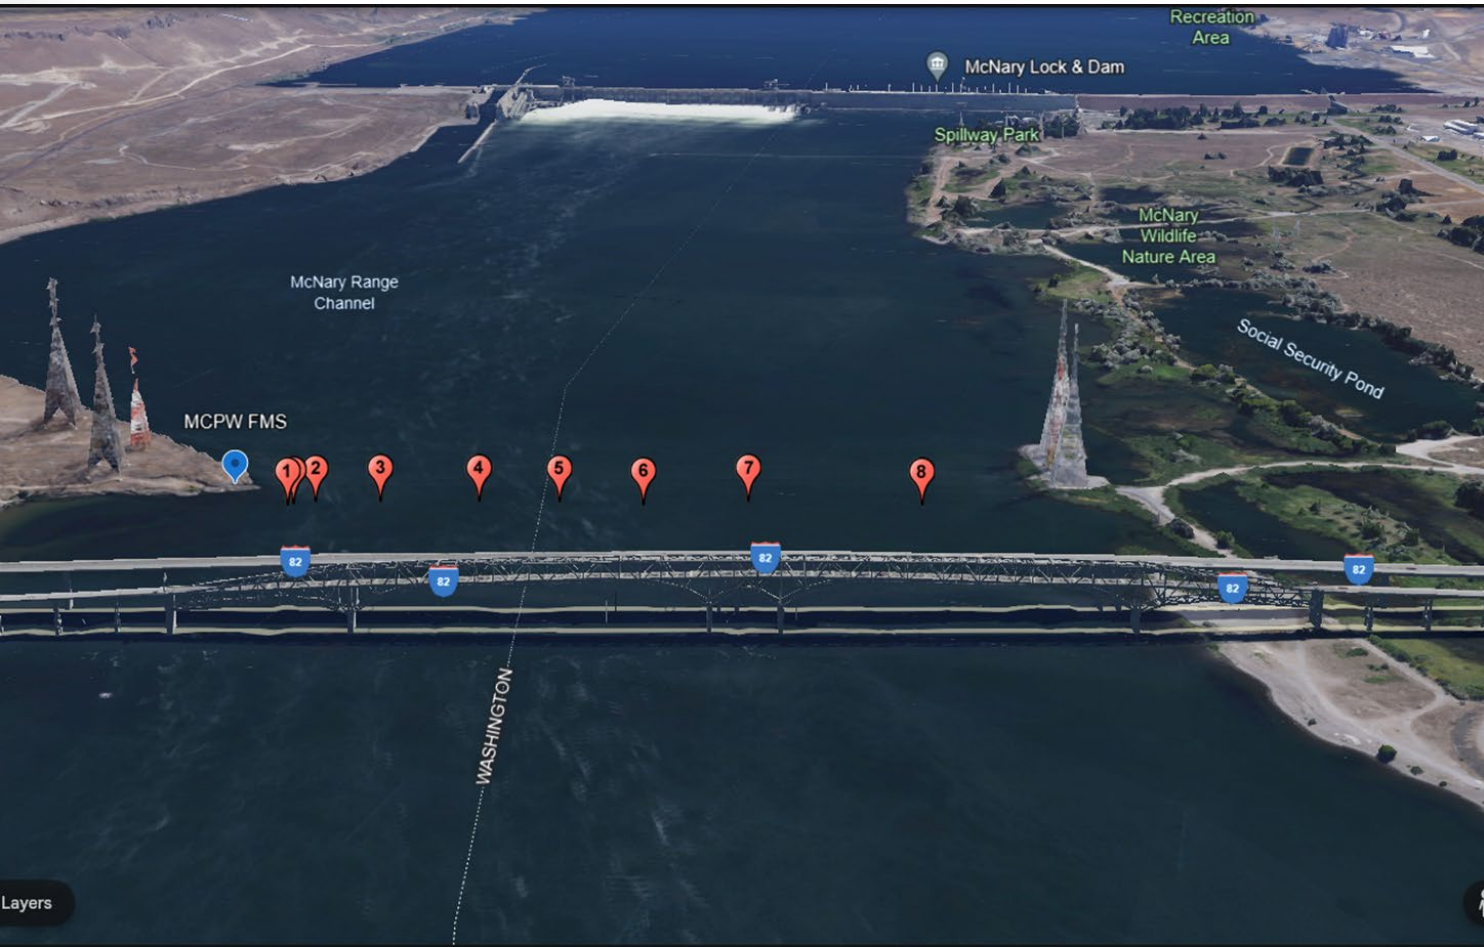 Recreation
Area
McNary Lock & Dam
Spillway Park
McNary
Wildlife
Nature Area
McNary Range
Channel
Social Security Pond
MCPW FMS
1
2
3
4
5
6
7
8
82
82
82
82
82
WASHINGTON
Layers